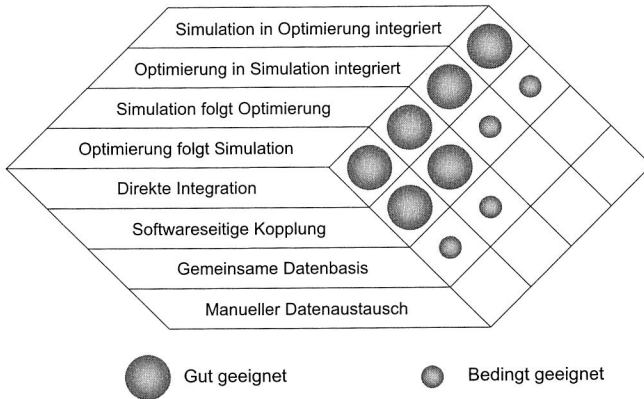 Simulation in Optimierung integriert
Optimierung in Simulation integriert
Simulation folgt Optimierung
Optimierung folgt Simulation
Direkte Integration
Softwareseitige Kopplung
Gemeinsame Datenbasis
Manueller Datenaustausch
Gut geeignet
Bedingt geeignet